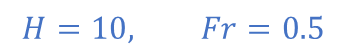 H = 10,     Fr = 0.5